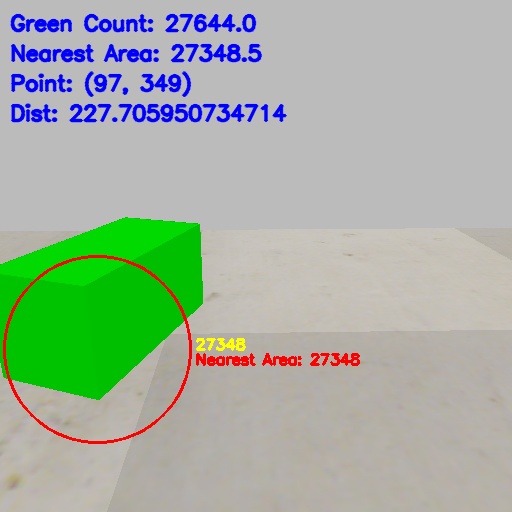 Green Count: 27644.0
Nearest Area: 27348.5
Point: (97, 349)
Dist: 227.705950734714
27348
Nearest Area: 27348